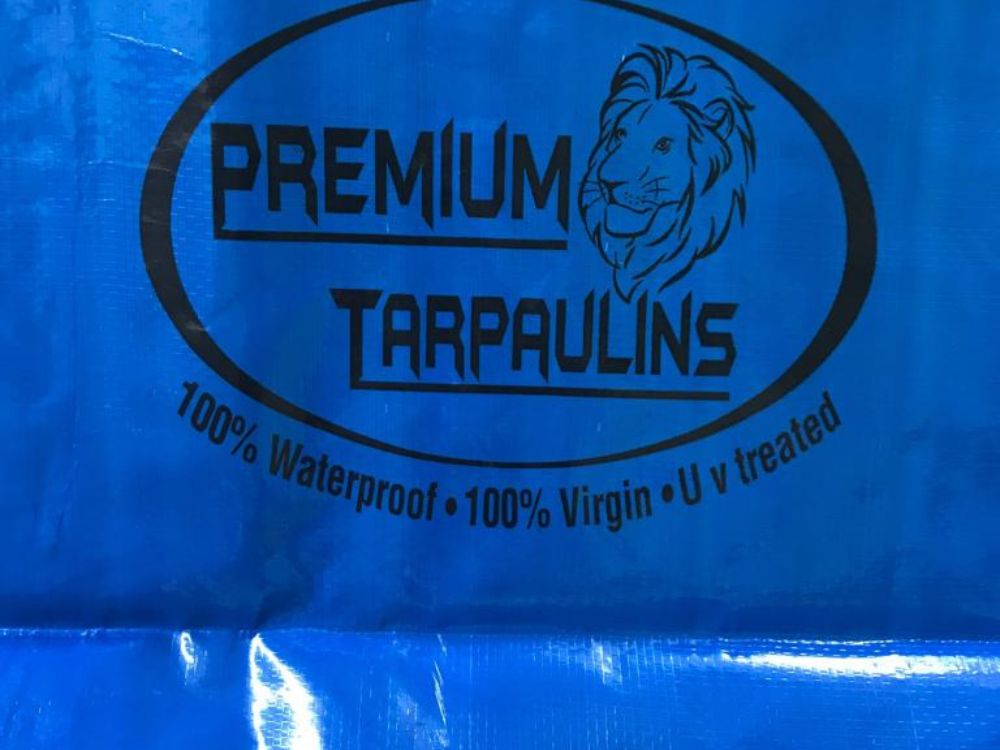 PREMIUM
TARPAULINS
100% Waterproof • 100% Virgin • U v treated